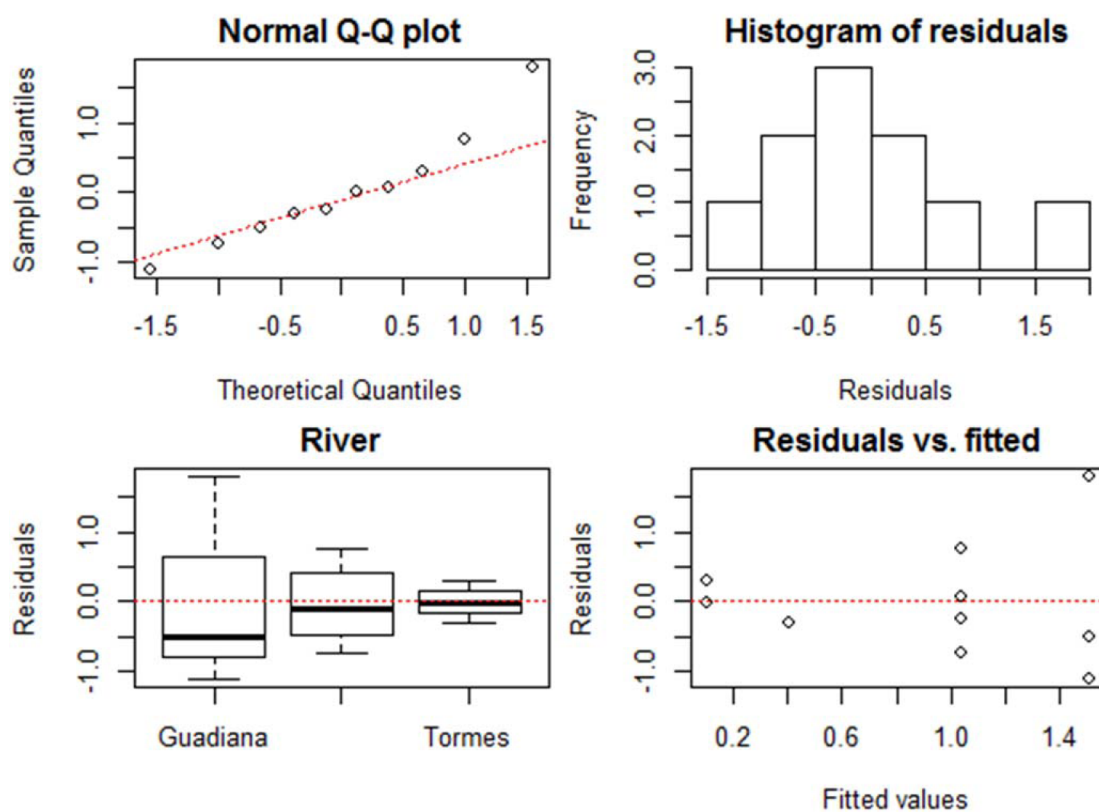 Normal Q-Q plot
Sample Quantiles
1.0
0.0
-1.0
-1.5
-0.5
0.5
1.0
1.5
Theoretical Quantiles
Histogram of residuals
Frequency
3.0
2.0
1.0
0.0
-1.5
-0.5
0.5
1.5
Residuals
River
Residuals
1.0
0.0
-1.0
Guadiana
Tormes
Residuals vs. fitted
Residuals
1.0
0.0
-1.0
0.2
0.6
1.0
1.4
Fitted values